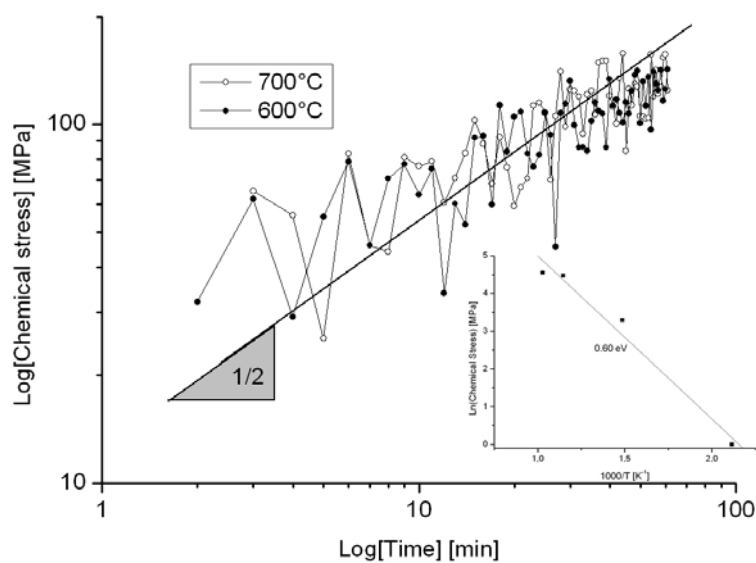 Log[Chemical stress] [MPa]
100
10
700°C
600°C
1/2
Ln(Chemical Stress) [MPa]
5
4
3
2
1
0
0.60 eV
1,0
1,5
2,0
1000/T [K⁻¹]
1
10
100
Log[Time] [min]